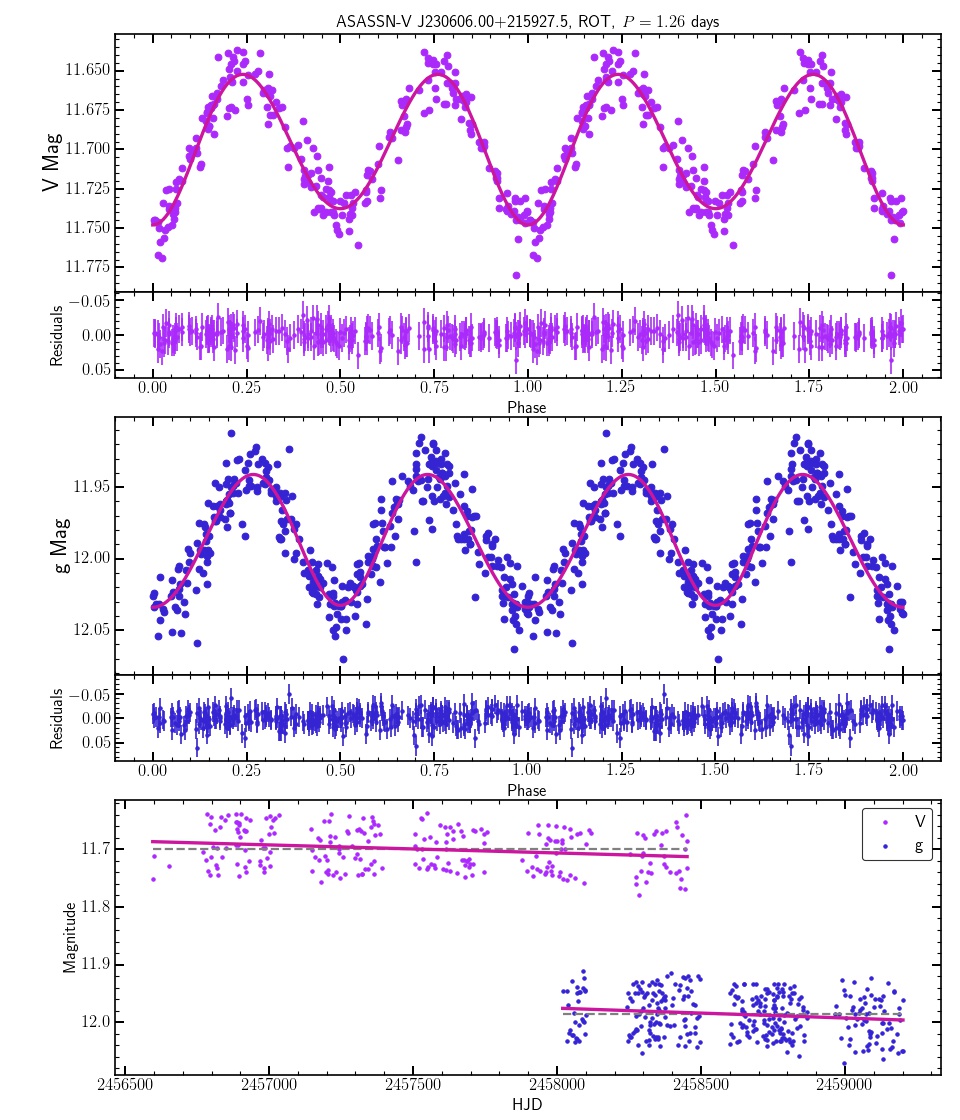 ASASSN-V J230606.00+215927.5, ROT, P = 1.26 days
V Mag
11.650
11.675
11.700
11.725
11.750
11.775
Residuals
−0.05
0.00
0.05
0.00 0.25 0.50 0.75 1.00 1.25 1.50 1.75 2.00
Phase
g Mag
11.95
12.00
12.05
Residuals
−0.05
0.00
0.05
0.00 0.25 0.50 0.75 1.00 1.25 1.50 1.75 2.00
Phase
V
g
Magnitude
11.7
11.8
11.9
12.0
2456500 2457000 2457500 2458000 2458500 2459000
HJD